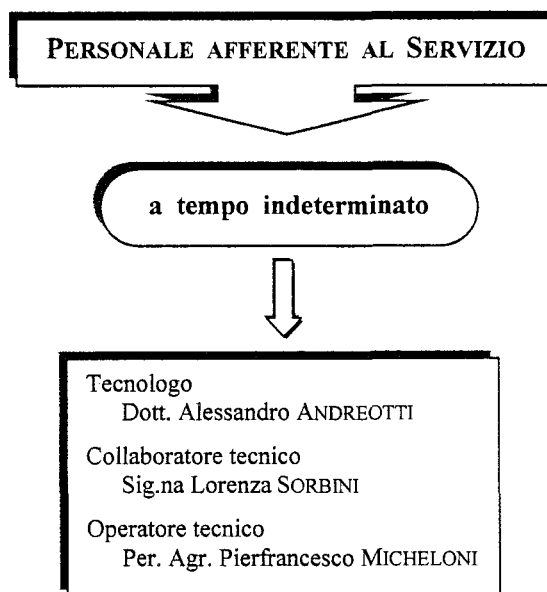 PERSONALE AFFERENTE AL SERVIZIO
a tempo indeterminato
Tecnologo
Dott. Alessandro ANDREOTTI
Collaboratore tecnico
Sig.na Lorenza SORBINI
Operatore tecnico
Per. Agr. Pierfrancesco MICHELONI